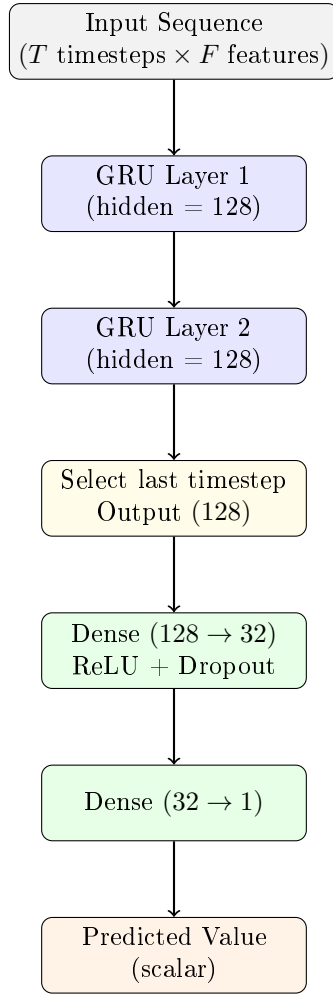 Input Sequence
(T timesteps × F features)
GRU Layer 1
(hidden = 128)
GRU Layer 2
(hidden = 128)
Select last timestep
Output (128)
Dense (128 → 32)
ReLU + Dropout
Dense (32 → 1)
Predicted Value
(scalar)